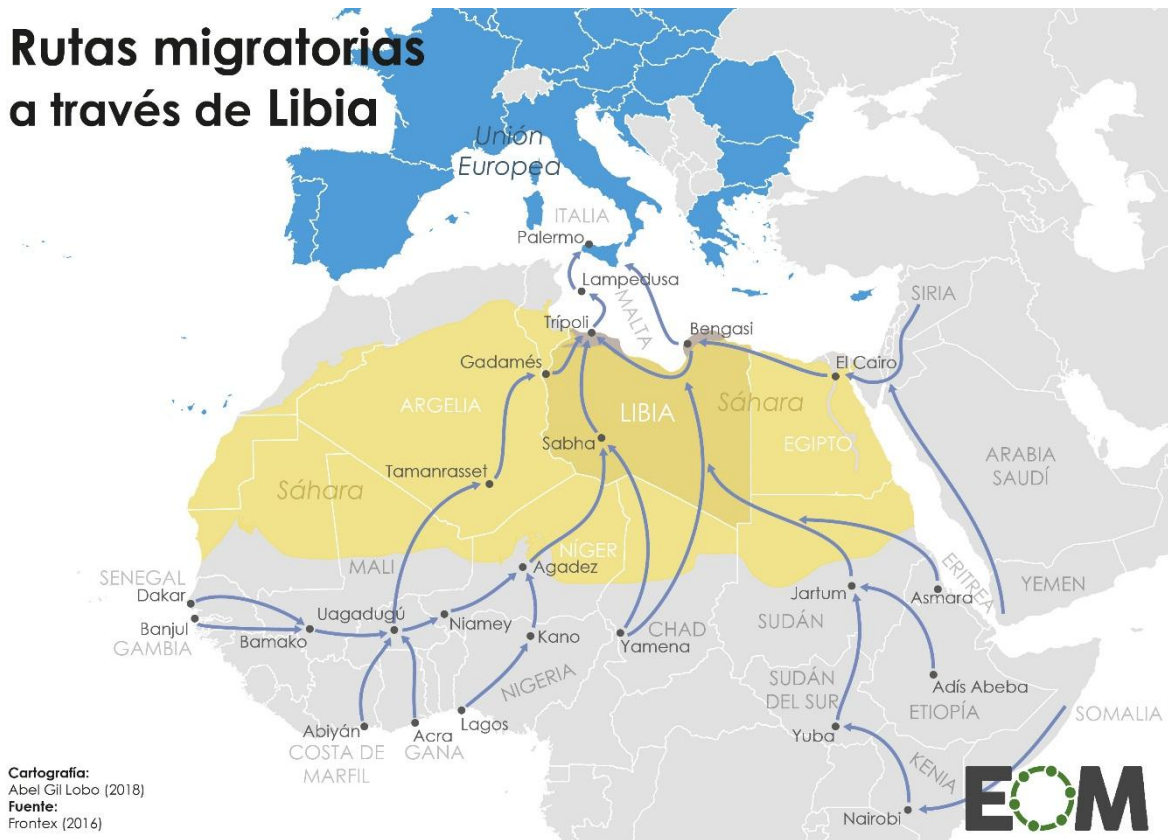 Rutas migratorias
a través de Libia
Unión
Europea
ITALIA
Palermo
Lampedusa
MALTA
SIRIA
Trípoli
Bengasi
Gadamés
El Cairo
ARGELIA
LIBIA
Sáhara
EGIPTO
Sabha
ARABIA
SAUDÍ
Tamanrasset
Sáhara
NÍGER
MALI
Agadez
SENEGAL
Dakar
ERITREA
YEMEN
Jartum
Asmara
Banjul
GAMBIA
Uagadugú
Niamey
Bamako
Kano
CHAD
Yamena
SUDÁN
NIGERIA
SUDÁN
DEL SUR
Adís Abeba
ETIOPÍA
SOMALIA
Abiyán
COSTA DE
MARFIL
Acra
GANA
Lagos
Yuba
KENIA
Nairobi
Cartografía:
Abel Gil Lobo (2018)
Fuente:
Frontex (2016)
EOM